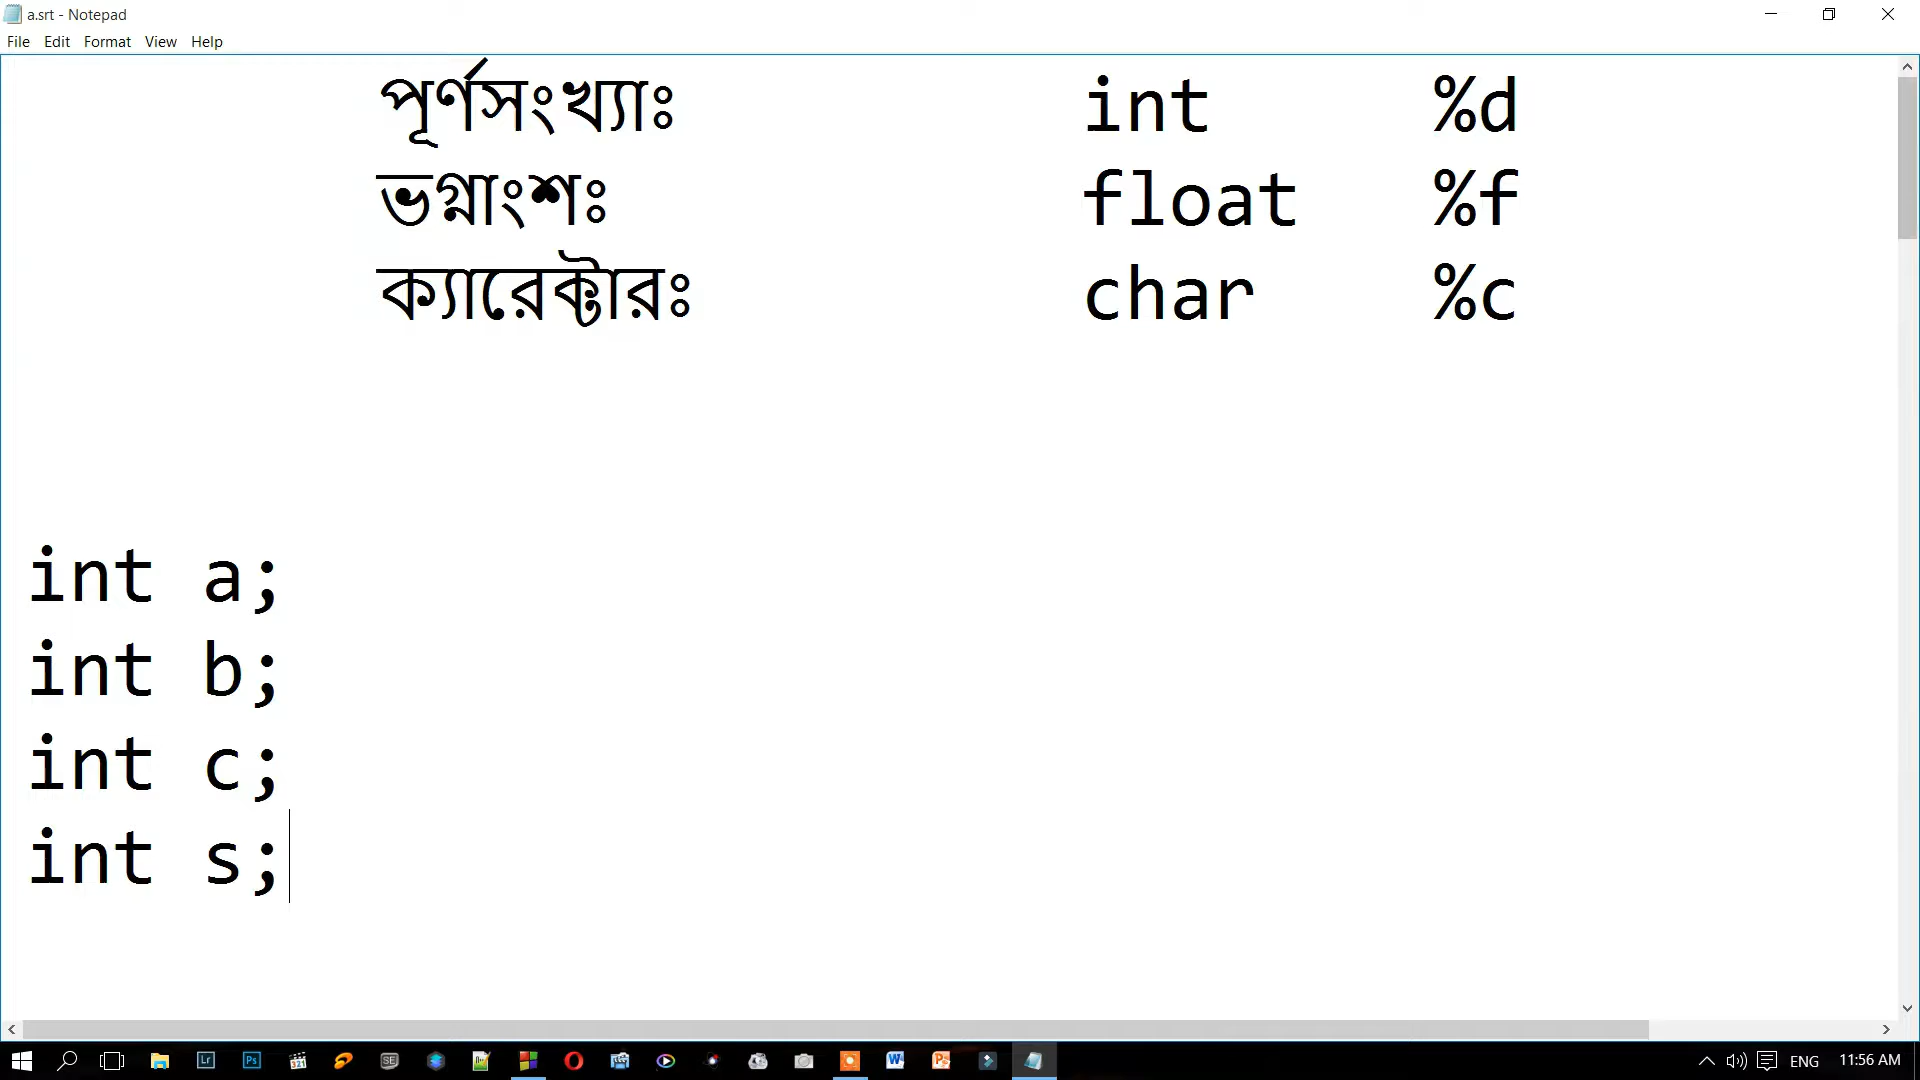 a.srt - Notepad
File Edit Format View Help
পূর্ণসংখ্যাঃ int %d
ভগ্নাংশঃ float %f
ক্যারেক্টারঃ char %c
int a;
int b;
int c;
int s;
ENG 11:56 AM